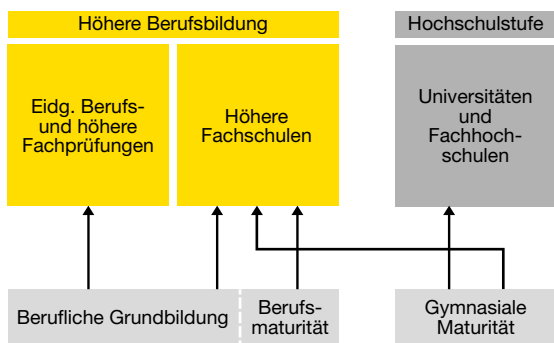 Höhere Berufsbildung
Hochschulstufe
Eidg. Berufs-
und höhere
Fachprüfungen
Höhere
Fachschulen
Universitäten
und
Fachhoch-
schulen
Berufliche Grundbildung
Berufs-
maturität
Gymnasiale
Maturität